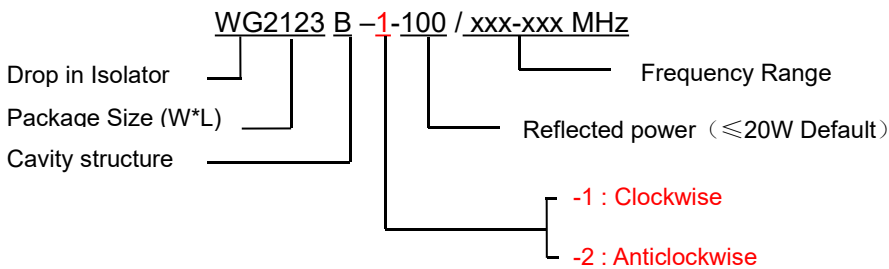 WG2123 B –1-100 / xxx-xxx MHz
Drop in Isolator
Frequency Range
Package Size (W*L)
Reflected power（≤20W Default）
Cavity structure
-1 : Clockwise
-2 : Anticlockwise